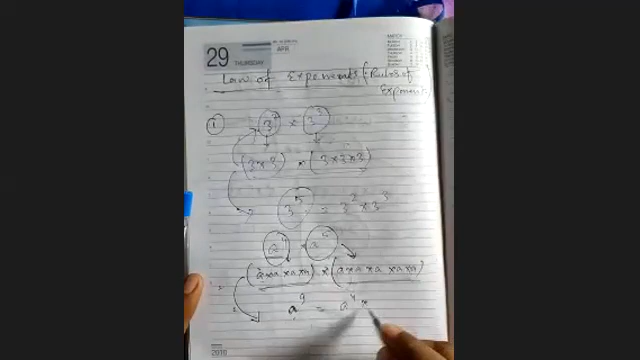 29 THURSDAY APR
Law of Exponents (Rules of
Exponents)
① 3² × 3³
(3×3) × (3×3×3)
3⁵ = 3² × 3³
a⁴ × a⁵
(a×a×a×a) × (a×a×a×a×a)
a⁹ = a⁴ ×
2010